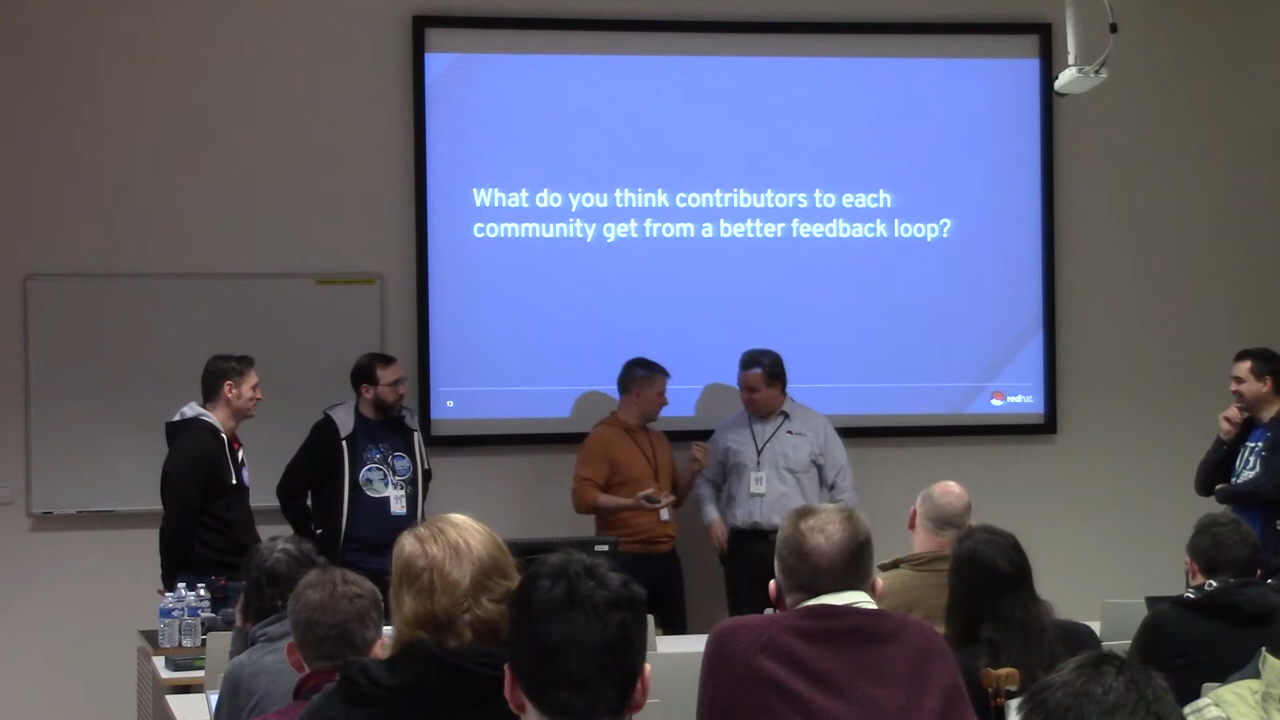 What do you think contributors to each
community get from a better feedback loop?
13
redhat